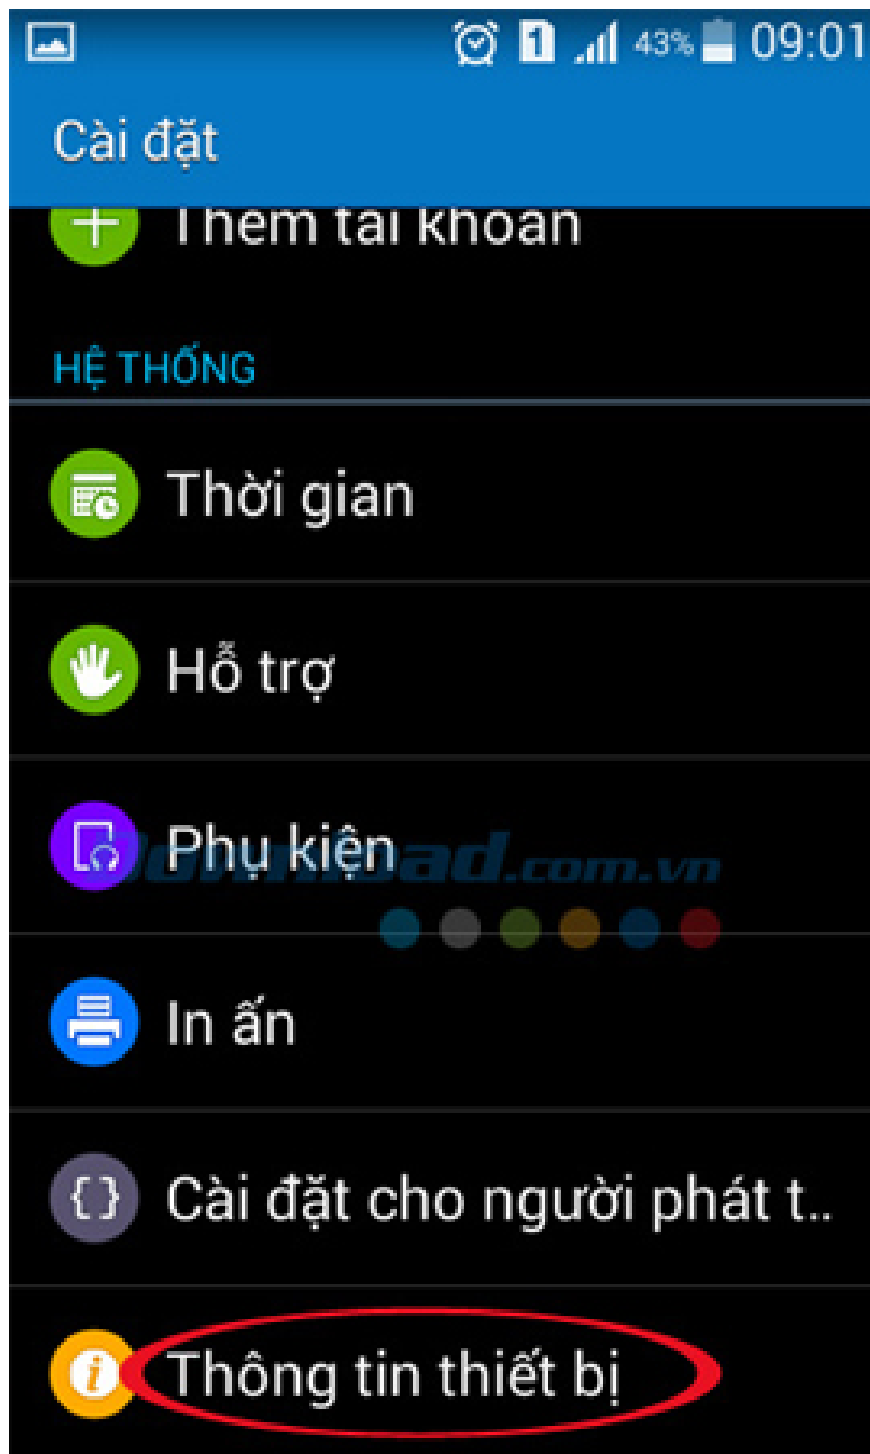 1 43% 09:01
Cài đặt
Thêm tài khoản
HỆ THỐNG
Thời gian
Hỗ trợ
Phụ kiện
Download.com.vn
In ấn
{} Cài đặt cho người phát t..
i Thông tin thiết bị